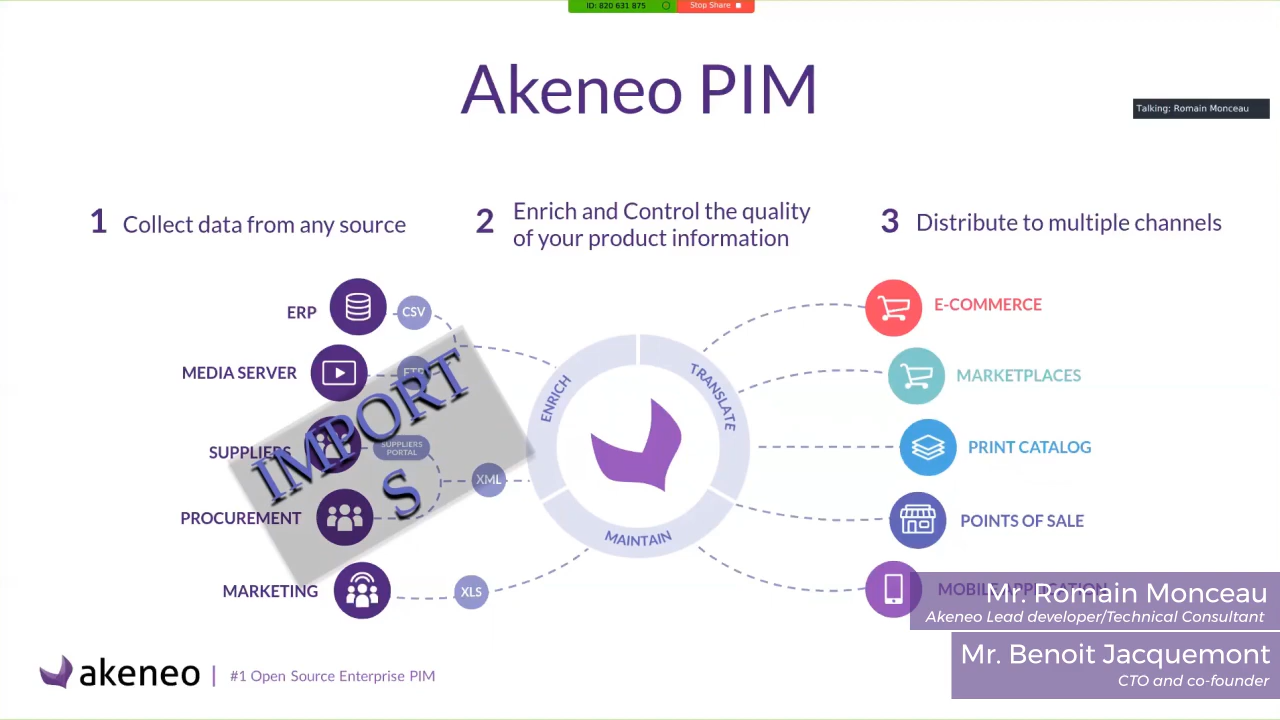 ID: 820 631 875
Stop Share
Akeneo PIM
Talking: Romain Monceau
1 Collect data from any source
2 Enrich and Control the quality
of your product information
3 Distribute to multiple channels
ERP
CSV
MEDIA SERVER
FTP
SUPPLIERS
SUPPLIERS
PORTAL
PROCUREMENT
XML
MARKETING
XLS
IMPORT
S
ENRICH
TRANSLATE
MAINTAIN
E-COMMERCE
MARKETPLACES
PRINT CATALOG
POINTS OF SALE
MOBILE APPLICATION
Mr. Romain Monceau
Akeneo Lead developer/Technical Consultant
Mr. Benoit Jacquemont
CTO and co-founder
akeneo
#1 Open Source Enterprise PIM